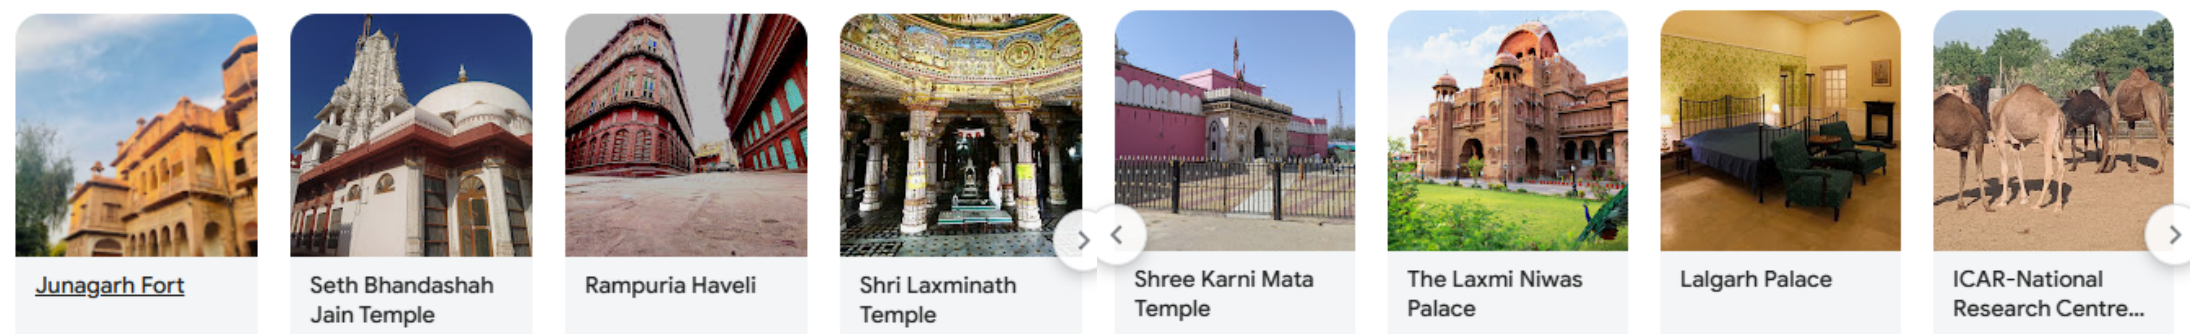 Junagarh Fort
Seth Bhandashah
Jain Temple
Rampuria Haveli
Shri Laxminath
Temple
Shree Karni Mata
Temple
The Laxmi Niwas
Palace
Lalgarh Palace
ICAR-National
Research Centre...